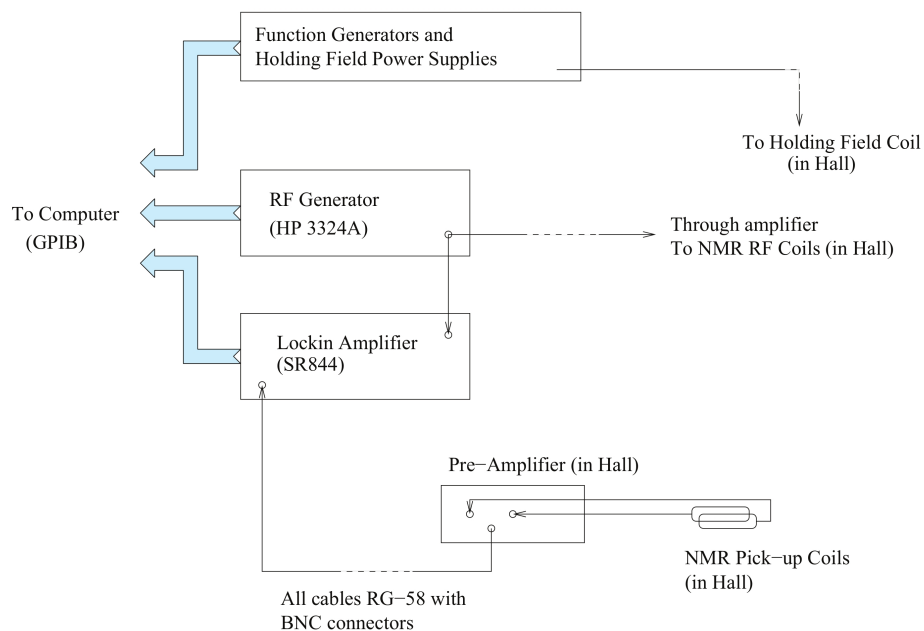 Function Generators and
Holding Field Power Supplies
To Holding Field Coil
(in Hall)
RF Generator
(HP 3324A)
To Computer
(GPIB)
Through amplifier
To NMR RF Coils (in Hall)
Lockin Amplifier
(SR844)
Pre−Amplifier (in Hall)
NMR Pick−up Coils
(in Hall)
All cables RG−58 with
BNC connectors